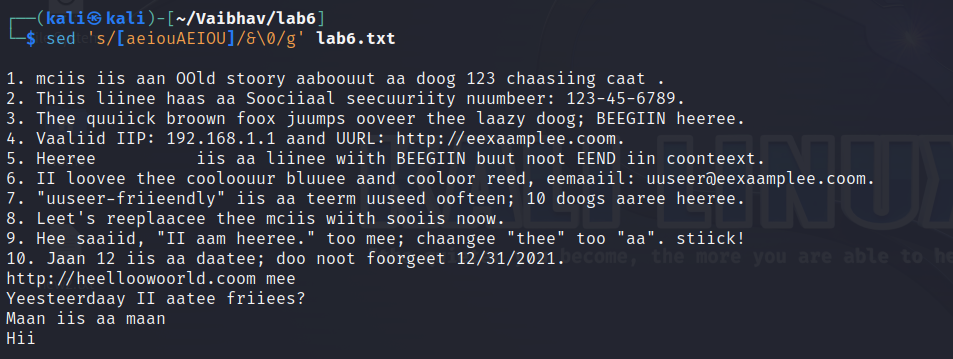 ┌──(kali㉿kali)-[~/Vaibhav/lab6]
└─$ sed 's/[aeiouAEIOU]/&\0/g' lab6.txt
1. mciis iis aan OOld stoory aaboouut aa doog 123 chaasiing caat .
2. Thiis liinee haas aa Soociiaal seecuuriity nuumbeer: 123-45-6789.
3. Thee quuiick broown foox juumps ooveer thee laazy doog; BEEGIIN heeree.
4. Vaaliid IIP: 192.168.1.1 aand UURL: http://eexaamplee.coom.
5. Heeree          iis aa liinee wiith BEEGIIN buut noot EEND iin coonteext.
6. II loovee thee cooloouur bluuee aand cooloor reed, eemaaiil: uuseer@eexaamplee.coom.
7. "uuseer-friieendly" iis aa teerm uuseed oofteen; 10 doogs aaree heeree.
8. Leet's reeplaacee thee mciis wiith sooiis noow.
9. Hee saaiid, "II aam heeree." too mee; chaangee "thee" too "aa". stiick!
10. Jaan 12 iis aa daatee; doo noot foorgeet 12/31/2021.
http://heelloowoorld.coom mee
Yeesteerdaay II aatee friiees?
Maan iis aa maan
Hii